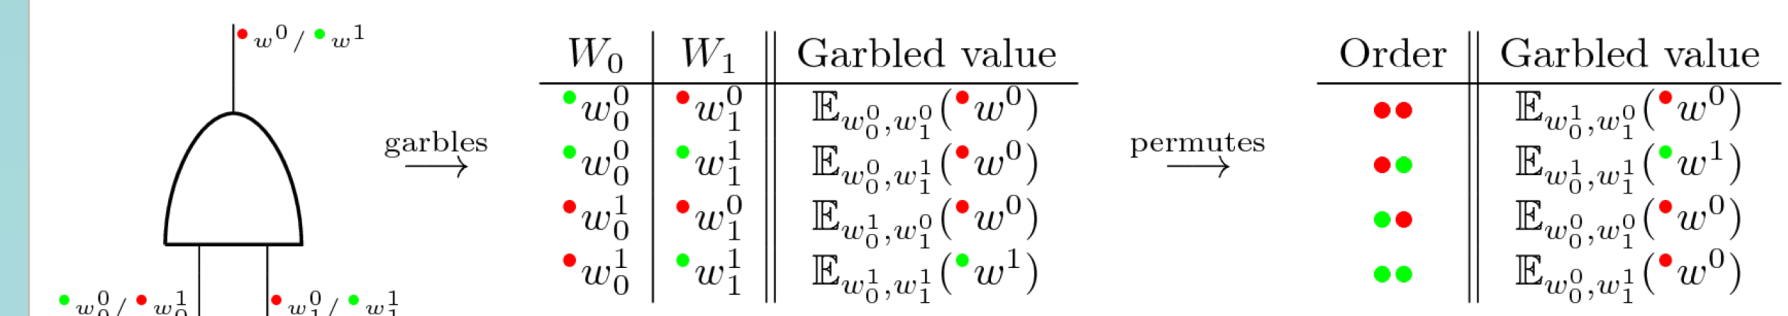 w^0 / w^1
garbles
W_0 W_1 Garbled value
w_0^0 w_1^0 𝔼_{w_0^0,w_1^0}(w^0)
w_0^0 w_1^1 𝔼_{w_0^0,w_1^1}(w^0)
w_0^1 w_1^0 𝔼_{w_0^1,w_1^0}(w^0)
w_0^1 w_1^1 𝔼_{w_0^1,w_1^1}(w^1)
w_0^0 / w_0^1
w_1^0 / w_1^1
permutes
Order Garbled value
𝔼_{w_0^1,w_1^0}(w^0)
𝔼_{w_0^1,w_1^1}(w^1)
𝔼_{w_0^0,w_1^0}(w^0)
𝔼_{w_0^0,w_1^1}(w^0)